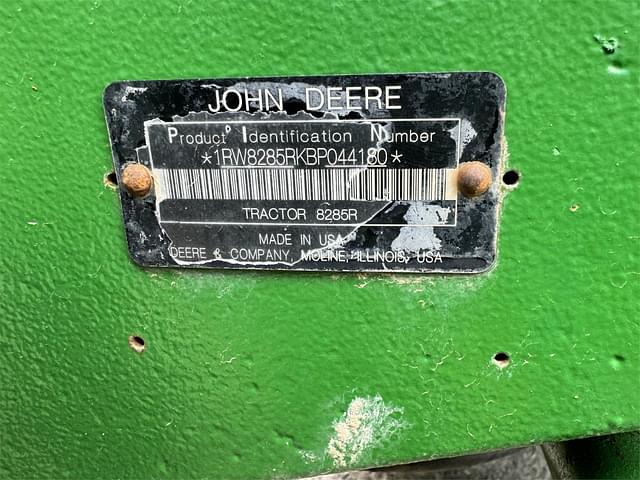 JOHN DEERE
Product Identification Number
*1RW8285RKBP044180*
TRACTOR 8285R
MADE IN USA
DEERE & COMPANY, MOLINE, ILLINOIS, USA